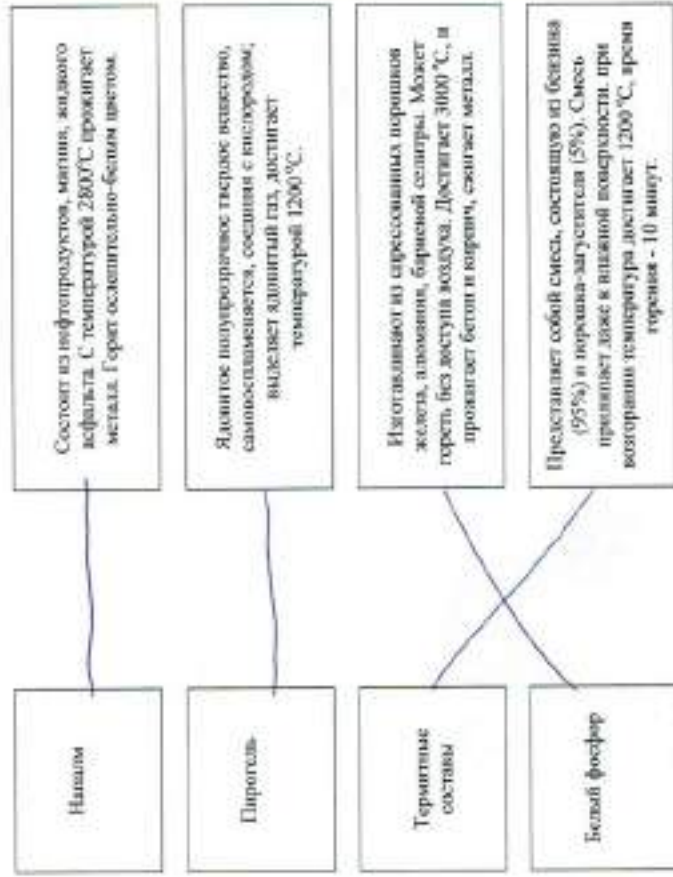 Напалм
Состоит из нефтепродуктов, магния, жидкого
асфальта. С температурой 2800°С прожигает
металл. Горит ослепительно-белым цветом.
Пирогель
Ядовитое полупрозрачное твердое вещество,
самовоспламеняется, соединяя с кислородом;
выделяет ядовитый газ, достигает
температурой 1200 °С.
Термитные
составы
Изготавливают из спрессованных порошков
железа, алюминия, бариевой селитры. Может
гореть без доступа воздуха. Достигает 3000 °С, и
прожигает бетон и кирпич, сжигает металл.
Белый фосфор
Представляет собой смесь, состоящую из бензина
(95%) и порошка-загустителя (5%). Смесь
прилипает даже к влажной поверхности, при
возгорании температура достигает 1200 °С, время
горения - 10 минут.